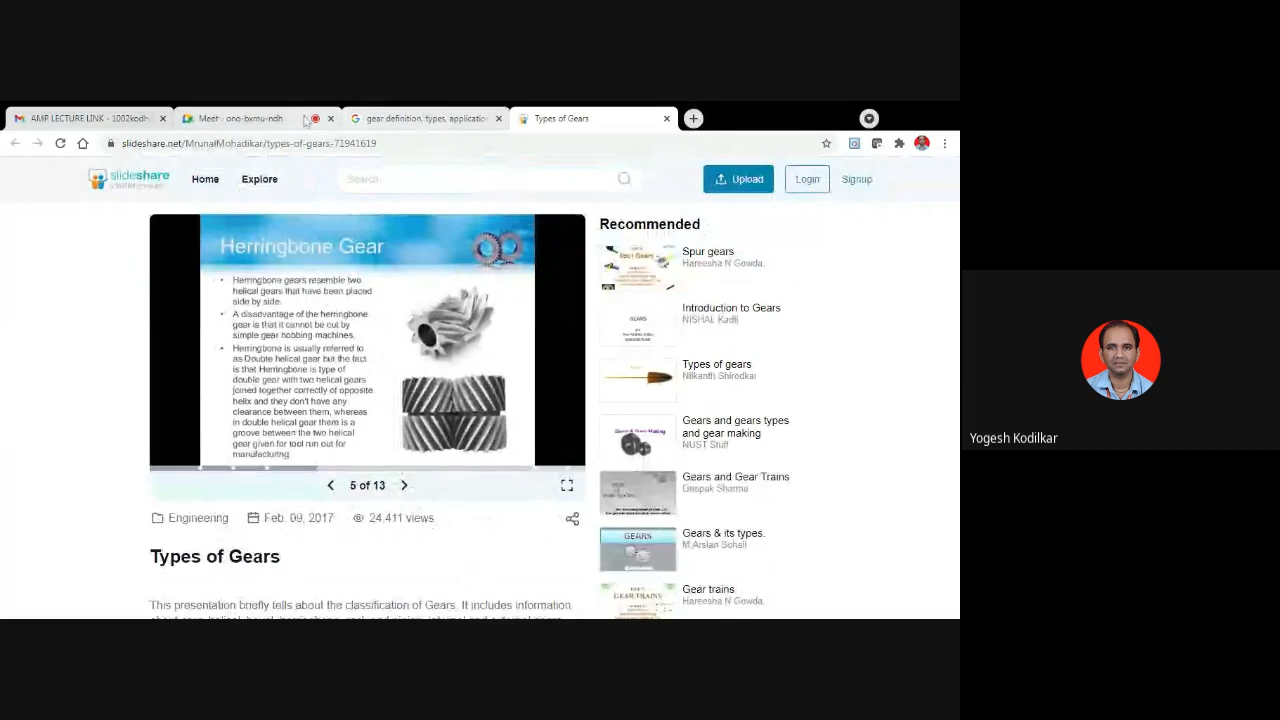 AMP LECTURE LINK - 1002kodh
Meet - ono-bxmu-ndh
gear definition, types, applicatio
Types of Gears
slideshare.net/MrunalMohadikar/types-of-gears-71941619
slideshare
Home
Explore
Search
Upload
Login
Signup
Herringbone Gear
• Herringbone gears resemble two
helical gears that have been placed
side by side.
• A disadvantage of the herringbone
gear is that it cannot be cut by
simple gear hobbing machines.
• Herringbone is usually referred to
as Double helical gear but the fact
is that Herringbone is type of
double gear with two helical gears
joined together correctly of opposite
helix and they don't have any
clearance between them, whereas
in double helical gear there is a
groove between the two helical
gear given for tool run out for
manufacturing
5 of 13
Engineering
Feb. 09, 2017
24,411 views
Types of Gears
This presentation briefly tells about the classification of Gears. It includes information
Recommended
Spur gears
Hareesha N Gowda,
Introduction to Gears
NISHAL Kadli
GEARS
Types of gears
Nilkanth Shirodkar
Gears and gears types
and gear making
NUST Stuff
Gears and Gear Trains
Deepak Sharma
Gears & its types.
M.Arslan Sohail
GEARS
Gear trains
Hareesha N Gowda,
GEAR TRAINS
Yogesh Kodilkar